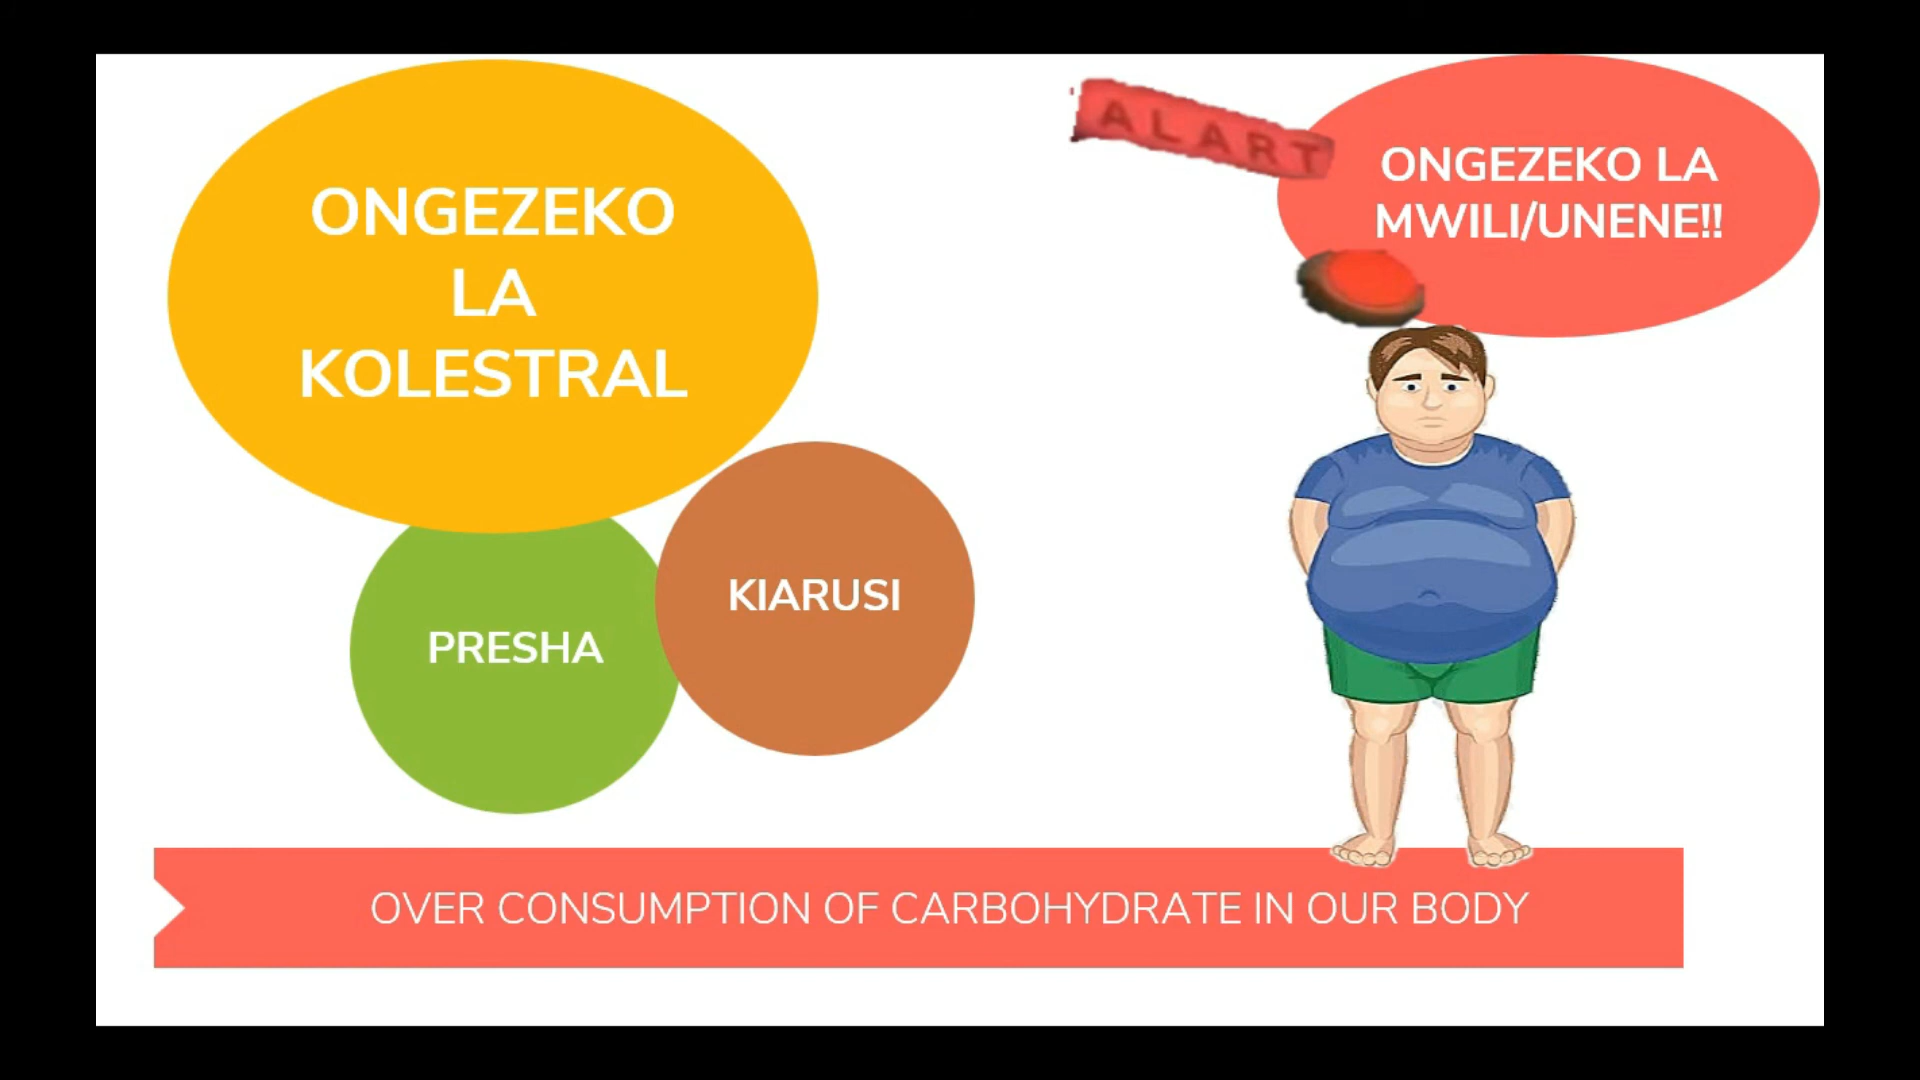 ONGEZEKO
LA
KOLESTRAL
ALART
ONGEZEKO LA
MWILI/UNENE!!
KIARUSI
PRESHA
OVER CONSUMPTION OF CARBOHYDRATE IN OUR BODY